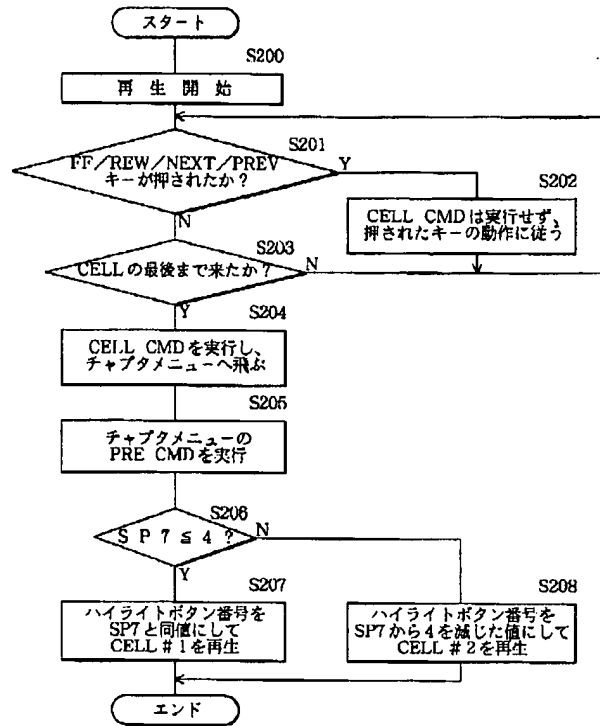 スタート
S200
再生開始
S201
FF/REW/NEXT/PREV
キーが押されたか?
Y
N
S202
CELL CMDは実行せず、
押されたキーの動作に従う
S203
CELLの最後まで来たか?
N
Y
S204
CELL CMDを実行し、
チャプタメニューへ飛ぶ
S205
チャプタメニューの
PRE CMDを実行
S206
SP7≦4?
N
Y
S207
ハイライトボタン番号を
SP7と同値にして
CELL#1を再生
S208
ハイライトボタン番号を
SP7から4を減じた値にして
CELL#2を再生
エンド